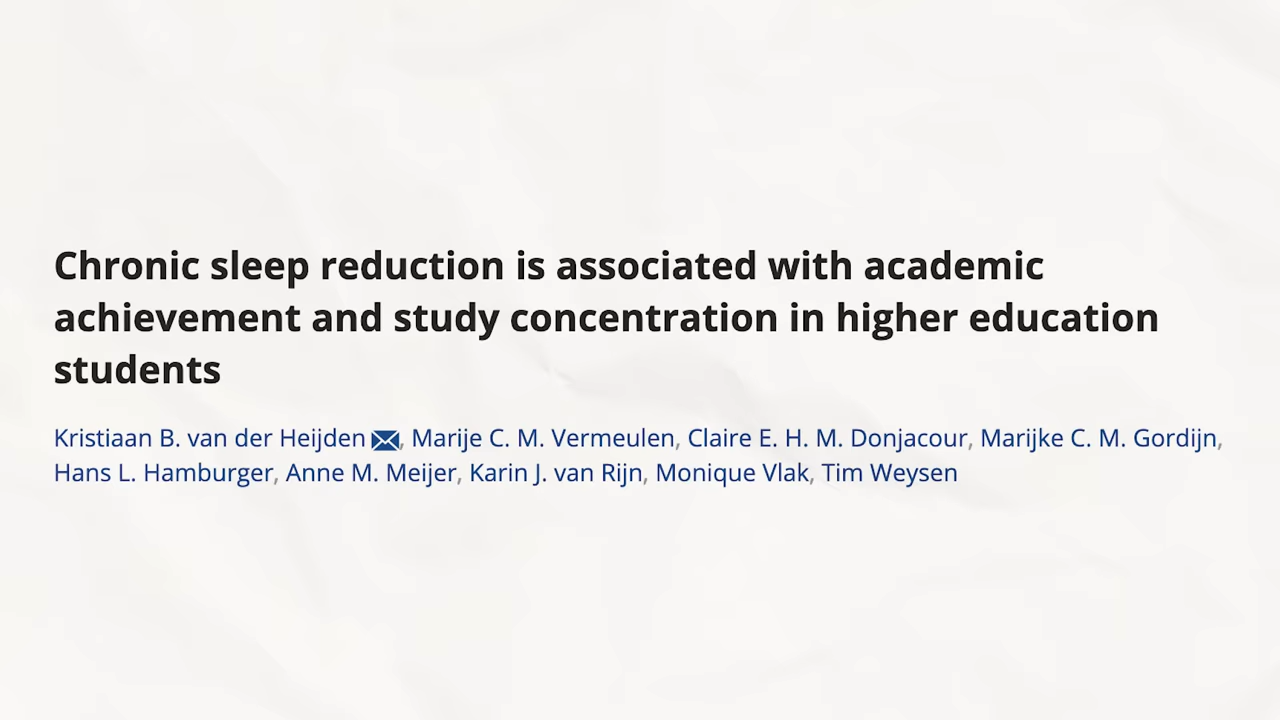 Chronic sleep reduction is associated with academic
achievement and study concentration in higher education
students
Kristiaan B. van der Heijden, Marije C. M. Vermeulen, Claire E. H. M. Donjacour, Marijke C. M. Gordijn,
Hans L. Hamburger, Anne M. Meijer, Karin J. van Rijn, Monique Vlak, Tim Weysen